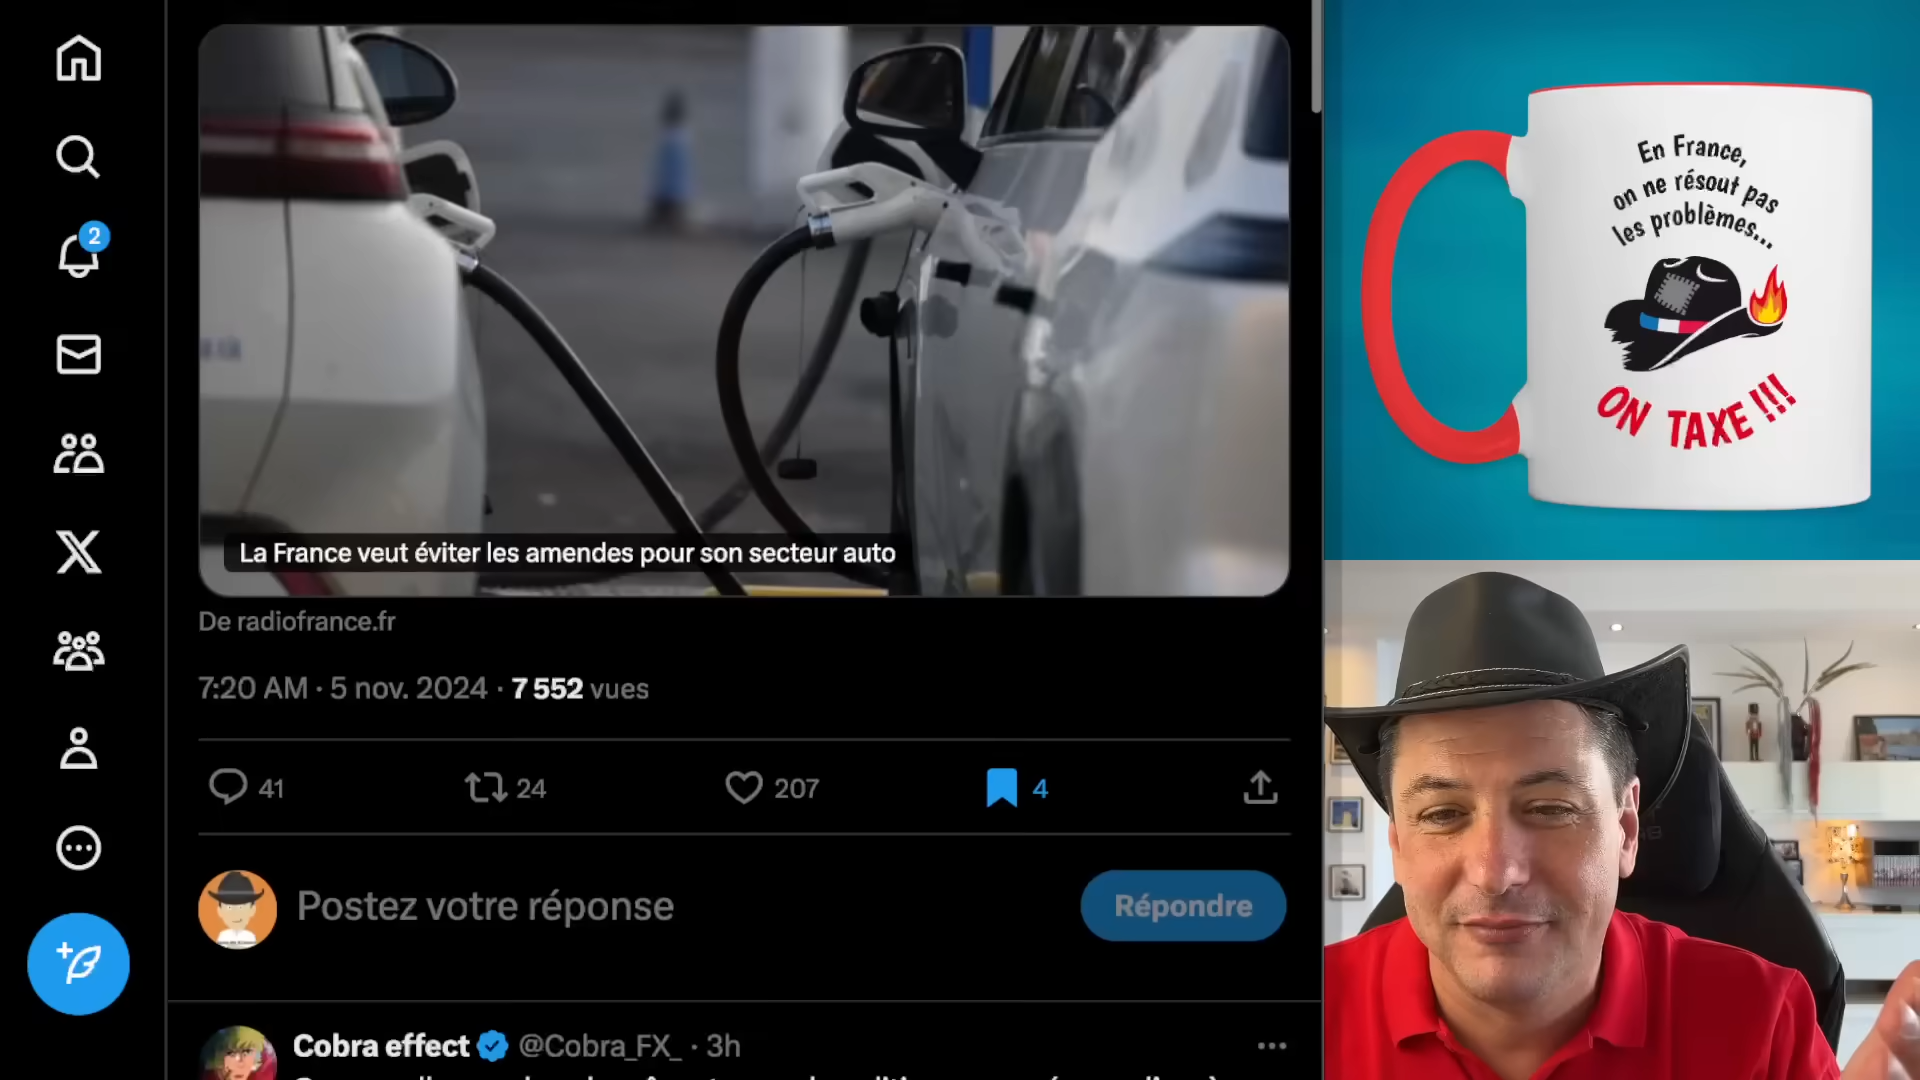 2
La France veut éviter les amendes pour son secteur auto
De radiofrance.fr
7:20 AM · 5 nov. 2024 · 7 552 vues
41
24
207
4
Postez votre réponse
Répondre
Cobra effect @Cobra_FX_ · 3h
En France,
on ne résout pas
les problèmes...
ON TAXE !!!